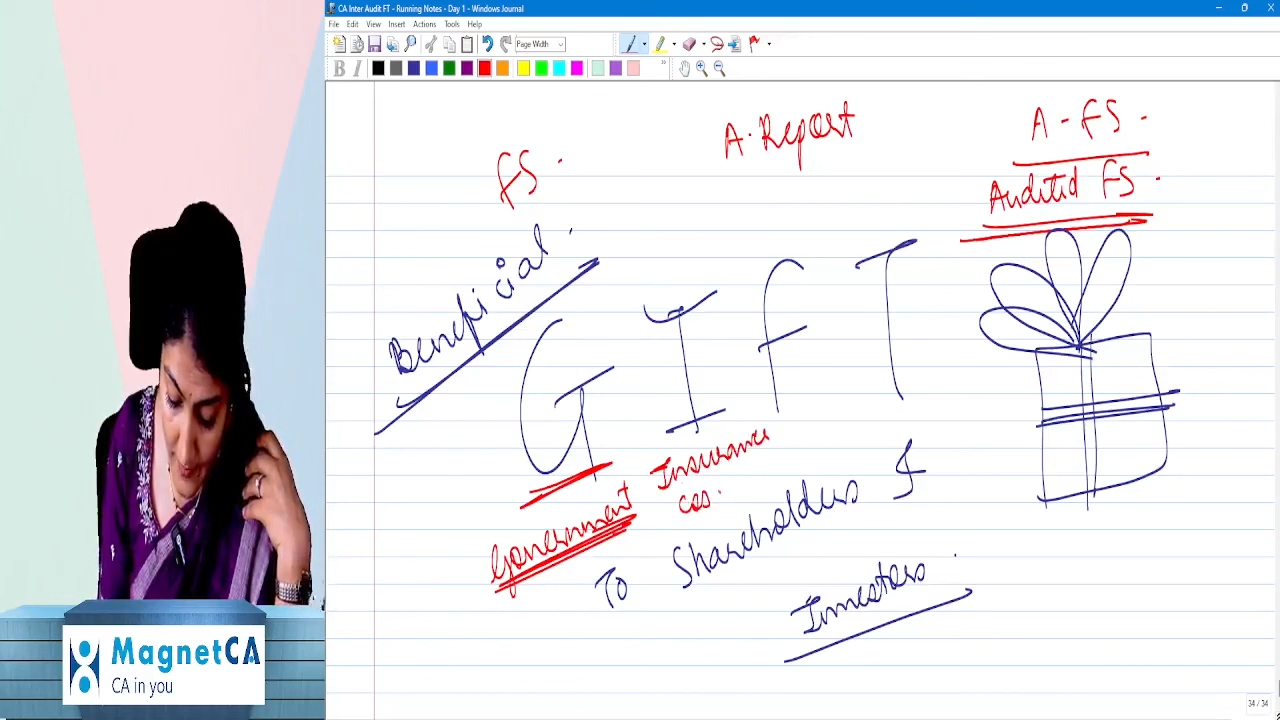 CA Inter Audit FT - Running Notes - Day 1 - Windows Journal
File Edit View Insert Actions Tools Help
Page Width
B I
FS.
A. Report
A - FS.
Audited FS.
Beneficial.
G I F T
Government
Insurance
cos.
To Shareholders &
Investors
34 / 34
MagnetCA
CA in you